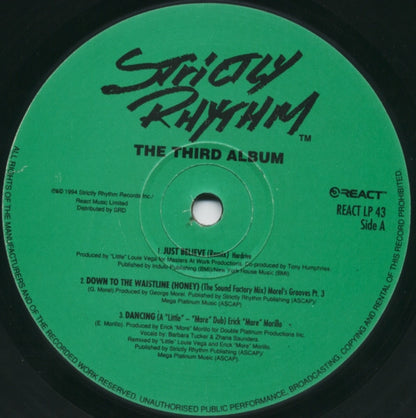 STRICTLY
RHYTHM
TM
THE THIRD ALBUM
℗© 1994 Strictly Rhythm Records Inc./
React Music Limited
Distributed by GRD
REACT
REACT LP 43
Side A
1. JUST BELIEVE (Remix) Hardrive
Produced by "Little" Louie Vega for Masters At Work Productions. Co-produced by Tony Humphries
Published by Indulin Publishing (BMI)/New York House Music (BMI)
2. DOWN TO THE WAISTLINE (HONEY) (The Sound Factory Mix) Morel's Grooves Pt. 3
(G. Morel) Produced by George Morel. Published by Strictly Rhythm Publishing (ASCAP)/
Mega Platinum Music (ASCAP)
3. DANCING (A "Little" – "More" Dub) Erick "More" Morillo
(E. Morillo). Produced by Erick "More" Morillo for Double Platinum Productions Inc.
Vocals by: Barbara Tucker & Zhana Saunders.
Remixed by "Little" Louie Vega and Erick "More" Morillo.
Published by Strictly Rhythm Publishing (ASCAP)/
Mega Platinum Music (ASCAP)
ALL RIGHTS OF THE MANUFACTURERS AND OF THE RECORDED WORK RESERVED. UNAUTHORISED PUBLIC PERFORMANCE, BROADCASTING, COPYING AND RENTAL OF THIS RECORD PROHIBITED.